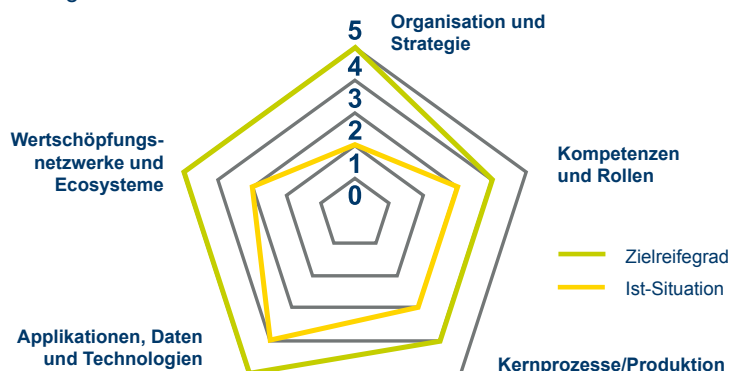 5
Organisation und
Strategie
4
3
2
1
0
Wertschöpfungs-
netzwerke und
Ecosysteme
Kompetenzen
und Rollen
Zielreifegrad
Ist-Situation
Applikationen, Daten
und Technologien
Kernprozesse/Produktion